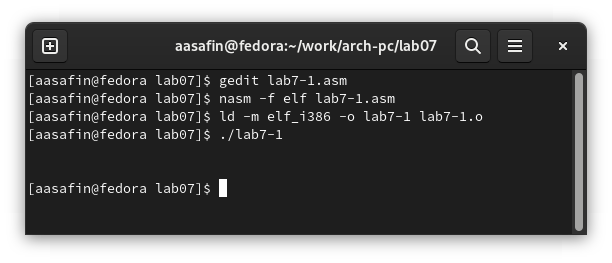 aasafin@fedora:~/work/arch-pc/lab07
[aasafin@fedora lab07]$ gedit lab7-1.asm
[aasafin@fedora lab07]$ nasm -f elf lab7-1.asm
[aasafin@fedora lab07]$ ld -m elf_i386 -o lab7-1 lab7-1.o
[aasafin@fedora lab07]$ ./lab7-1
[aasafin@fedora lab07]$